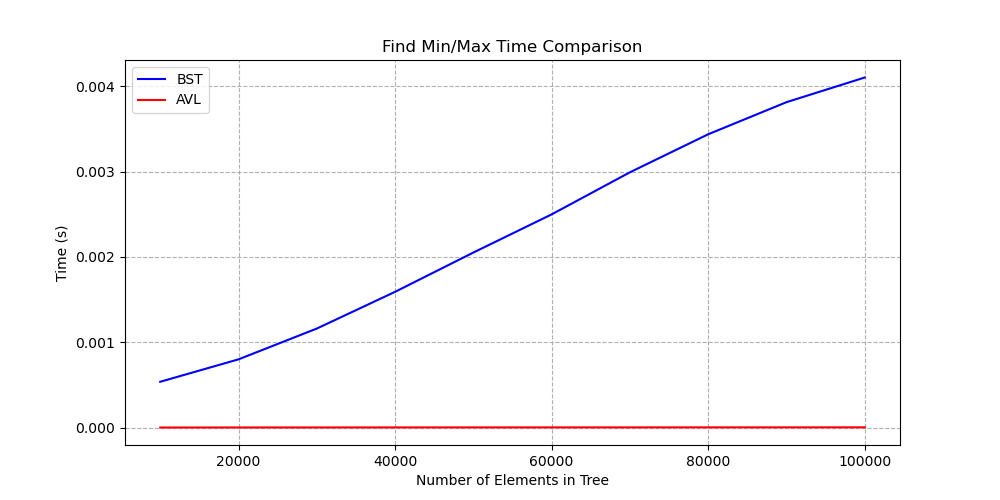 Find Min/Max Time Comparison
BST
AVL
Time (s)
0.004
0.003
0.002
0.001
0.000
20000
40000
60000
80000
100000
Number of Elements in Tree